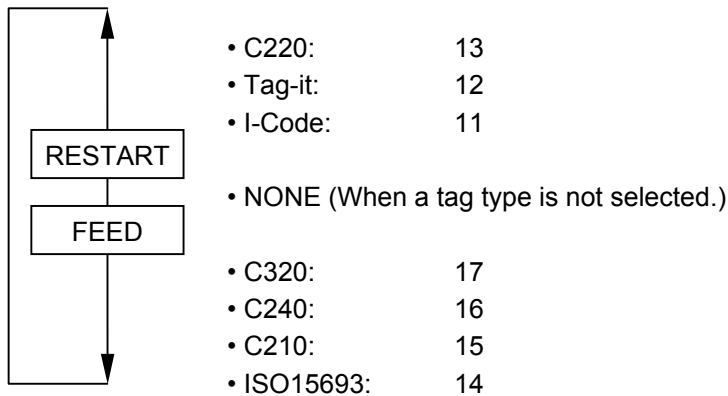 • C220: 13
• Tag-it: 12
• I-Code: 11
RESTART
• NONE (When a tag type is not selected.)
FEED
• C320: 17
• C240: 16
• C210: 15
• ISO15693: 14